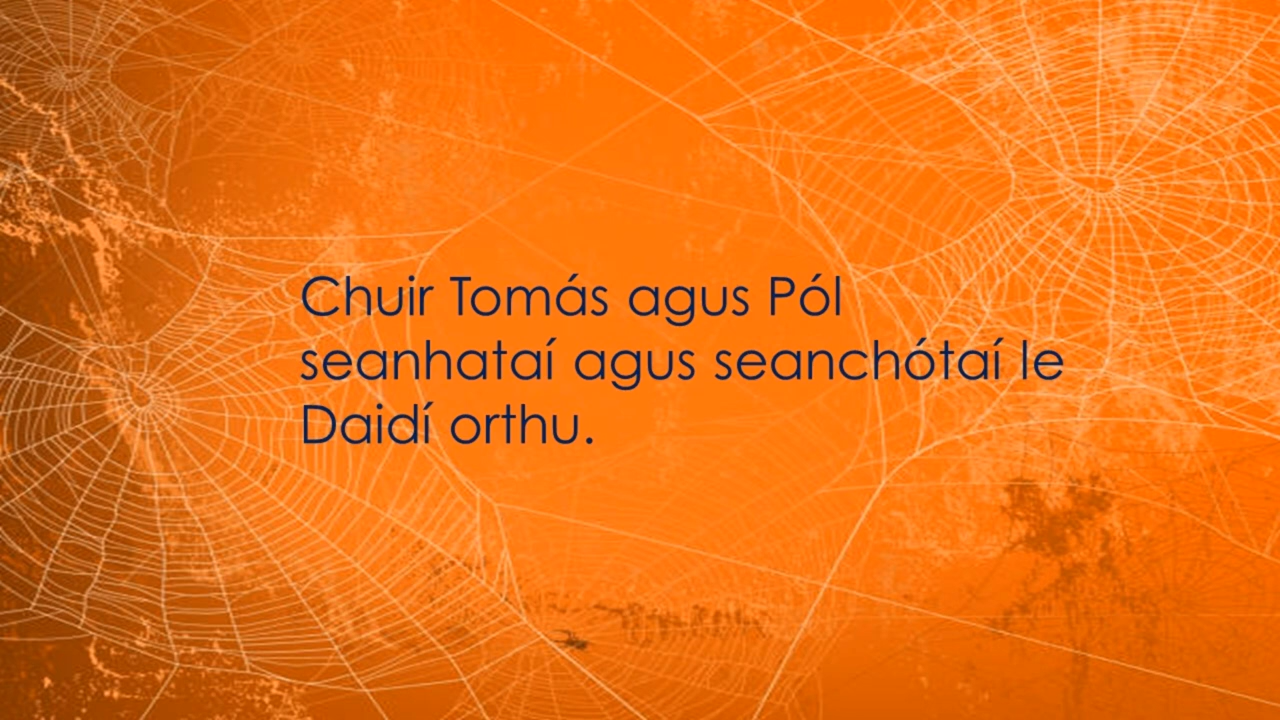 Chuir Tomás agus Pól
seanhataí agus seanchótaí le
Daidí orthu.